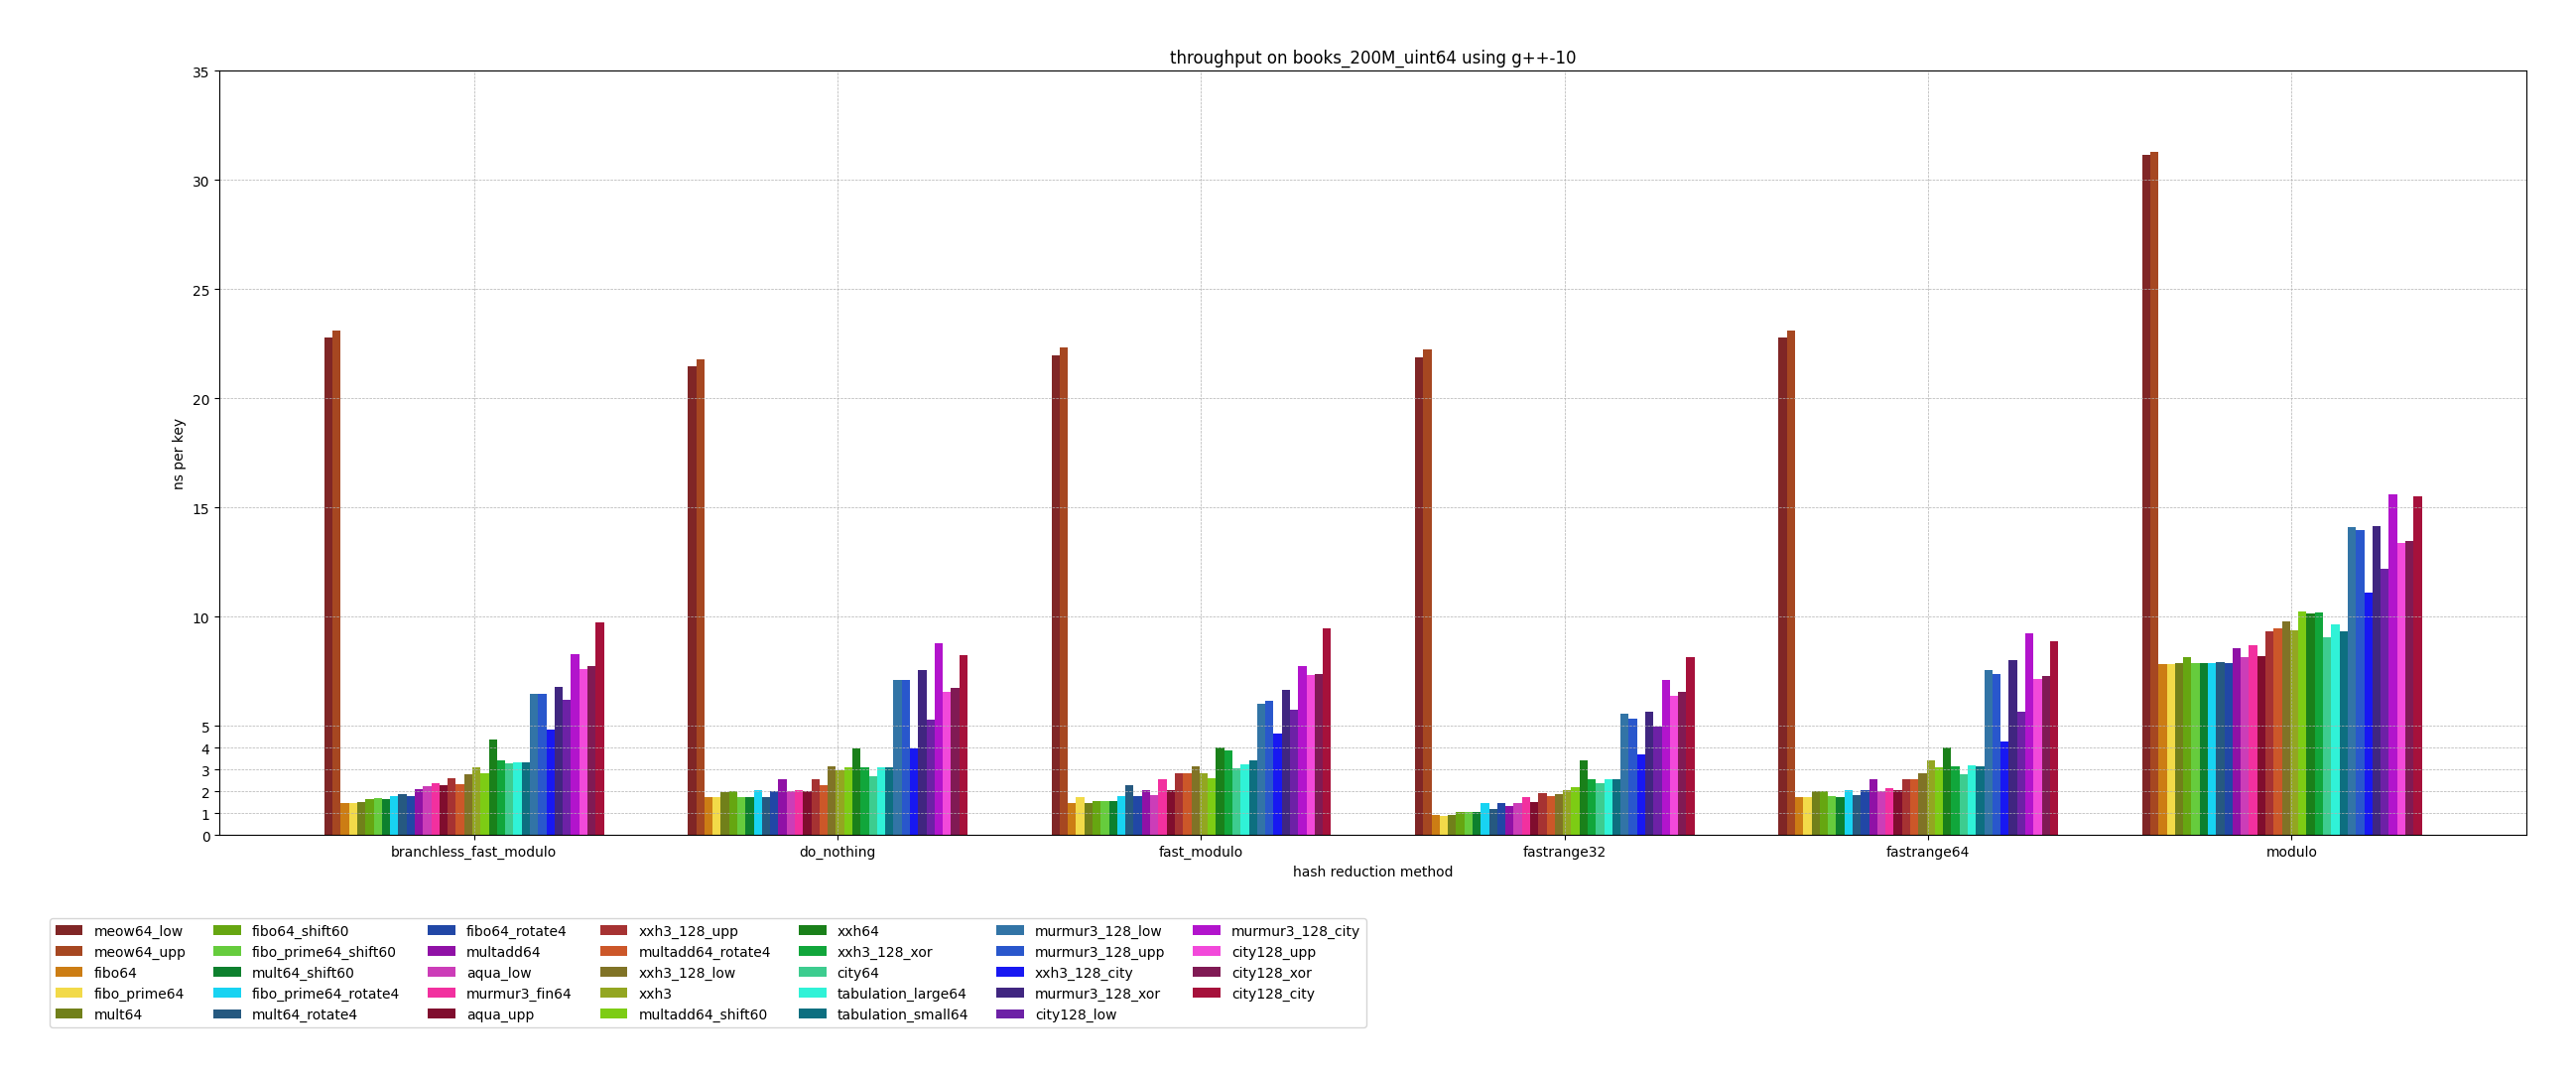 throughput on books_200M_uint64 using g++-10
35
30
25
20
15
10
5
4
3
2
1
0
ns per key
branchless_fast_modulo do_nothing fast_modulo fastrange32 fastrange64 modulo
hash reduction method
meow64_low fibo64_shift60 fibo64_rotate4 xxh3_128_upp xxh64 murmur3_128_low murmur3_128_city
meow64_upp fibo_prime64_shift60 multadd64 multadd64_rotate4 xxh3_128_xor murmur3_128_upp city128_upp
fibo64 mult64_shift60 aqua_low xxh3_128_low city64 xxh3_128_city city128_xor
fibo_prime64 fibo_prime64_rotate4 murmur3_fin64 xxh3 tabulation_large64 murmur3_128_xor city128_city
mult64 mult64_rotate4 aqua_upp multadd64_shift60 tabulation_small64 city128_low